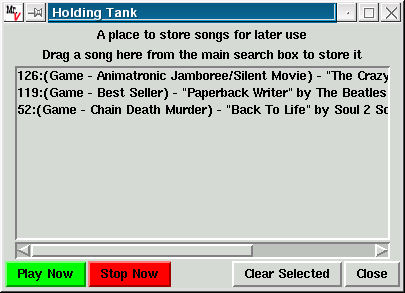 Mr. V
Holding Tank
A place to store songs for later use
Drag a song here from the main search box to store it
126:(Game - Animatronic Jamboree/Silent Movie) - "The Crazy
119:(Game - Best Seller) - "Paperback Writer" by The Beatles
52:(Game - Chain Death Murder) - "Back To Life" by Soul 2 So
Play Now
Stop Now
Clear Selected
Close